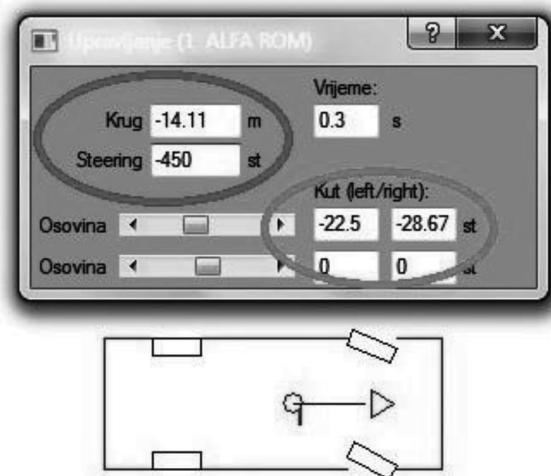 Upravljanje (1 ALFA ROM)
Vrijeme:
Krug -14.11 m 0.3 s
Steering -450 st
Kut (left/right):
Osovina -22.5 -28.67 st
Osovina 0 0 st